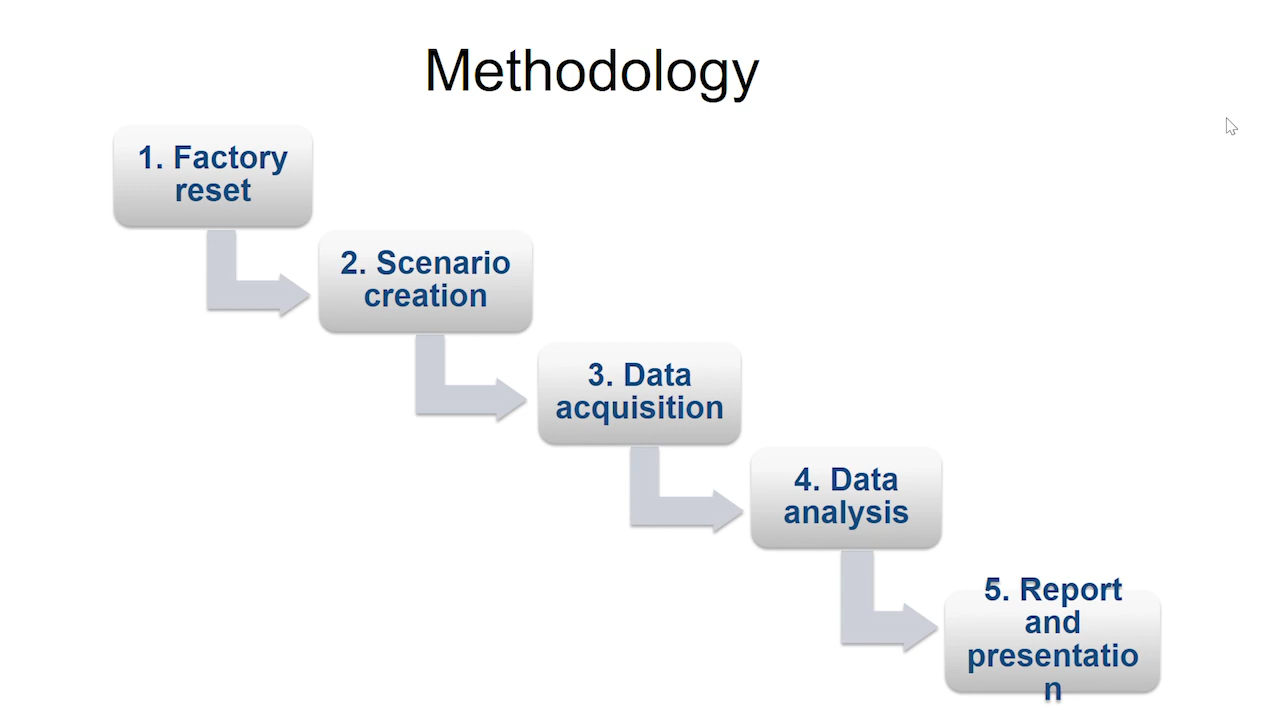 Methodology
1. Factory
reset
2. Scenario
creation
3. Data
acquisition
4. Data
analysis
5. Report
and
presentatio
n